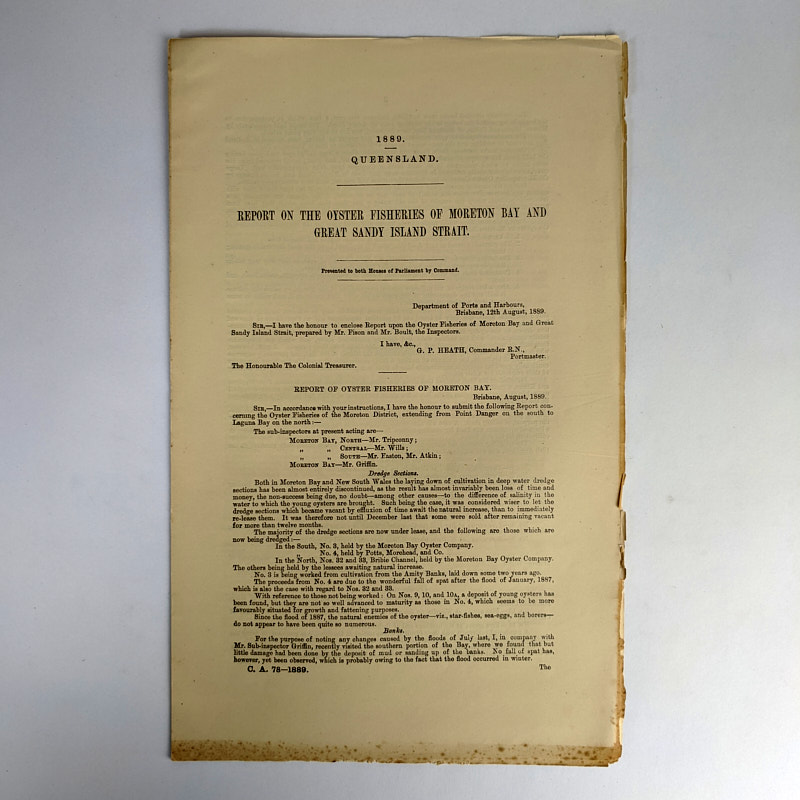 1889.
QUEENSLAND.
REPORT ON THE OYSTER FISHERIES OF MORETON BAY AND
GREAT SANDY ISLAND STRAIT.
Presented to both Houses of Parliament by Command.
Department of Ports and Harbours,
Brisbane, 12th August, 1889.
SIR,—I have the honour to enclose Report upon the Oyster Fisheries of Moreton Bay and Great
Sandy Island Strait, prepared by Mr. Fison and Mr. Boult, the Inspectors.
I have, &c.,
G. P. HEATH, Commander R.N.,
Portmaster.
The Honourable The Colonial Treasurer.
REPORT OF OYSTER FISHERIES OF MORETON BAY.
Brisbane, August, 1889.
SIR,—In accordance with your instructions, I have the honour to submit the following Report con-
cerning the Oyster Fisheries of the Moreton District, extending from Point Danger on the south to
Laguna Bay on the north:—
The sub-inspectors at present acting are—
MORETON BAY, NORTH—Mr. Tripconny;
„ „ CENTRAL—Mr. Wills;
„ „ SOUTH—Mr. Easton, Mr. Atkin;
MORETON BAY—Mr. Griffin.
Dredge Sections.
Both in Moreton Bay and New South Wales the laying down of cultivation in deep water dredge
sections has been almost entirely discontinued, as the result has almost invariably been loss of time and
money, the non-success being due, no doubt—among other causes—to the difference of salinity in the
water to which the young oysters are brought. Such being the case, it was considered wiser to let the
dredge sections which became vacant by effluxion of time await the natural increase, than to immediately
re-lease them. It was therefore not until December last that some were sold after remaining vacant
for more than twelve months.
The majority of the dredge sections are now under lease, and the following are those which are
now being dredged:—
In the South, No. 3, held by the Moreton Bay Oyster Company.
„ No. 4, held by Potts, Morehead, and Co.
In the North, Nos. 32 and 33, Bribie Channel, held by the Moreton Bay Oyster Company.
The others being held by the lessees awaiting natural increase.
No. 3 is being worked from cultivation from the Amity Banks, laid down some two years ago.
The proceeds from No. 4 are due to the wonderful fall of spat after the flood of January, 1887,
which is also the case with regard to Nos. 32 and 33.
With reference to those not being worked: On Nos. 9, 10, and 10A, a deposit of young oysters has
been found, but they are not so well advanced to maturity as those in No. 4, which seems to be more
favourably situated for growth and fattening purposes.
Since the flood of 1887, the natural enemies of the oyster—viz., star-fishes, sea-eggs, and borers—
do not appear to have been quite so numerous.
Banks.
For the purpose of noting any changes caused by the floods of July last, I, in company with
Mr. Sub-inspector Griffin, recently visited the southern portion of the Bay, where we found that but
little damage had been done by the deposit of mud or sanding up of the banks. No fall of spat has,
however, yet been observed, which is probably owing to the fact that the flood occurred in winter.
C. A. 78—1889. The